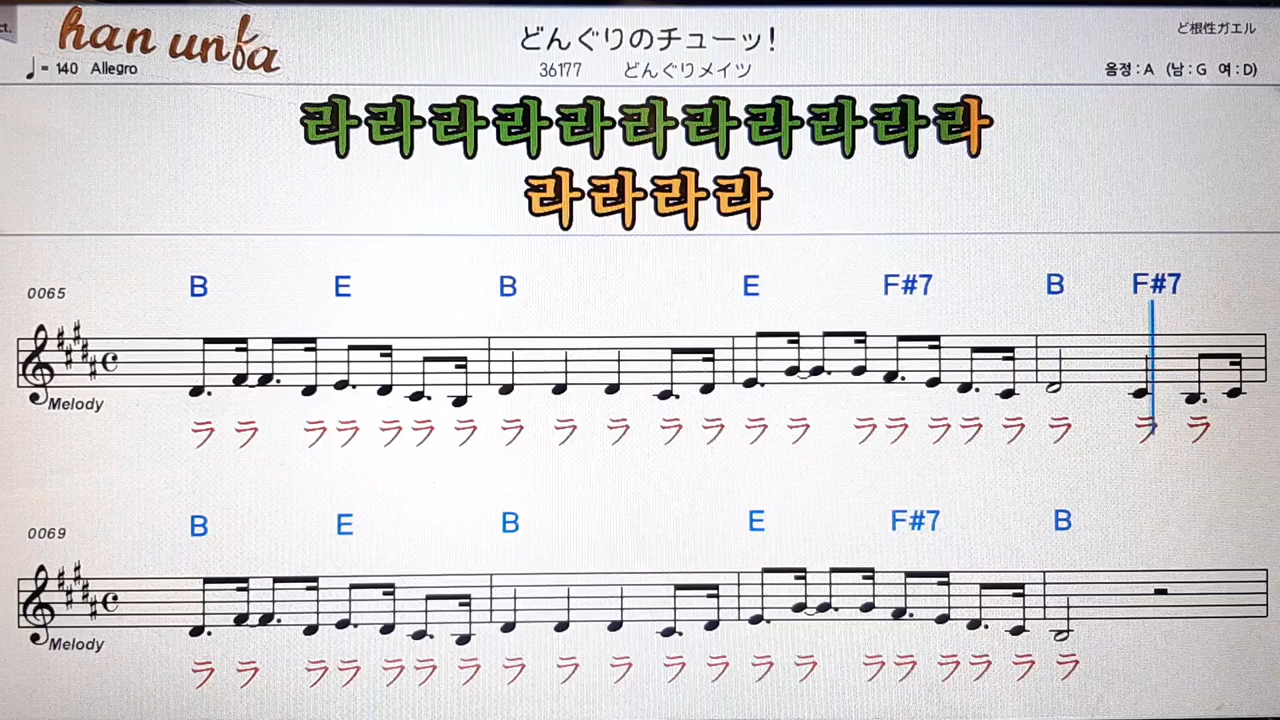 ct.
han unfa
どんぐりのチューッ!
ど根性ガエル
♩= 140 Allegro
36177 どんぐりメイツ
음정 : A (남 : G 여 : D)
라라라라라라라라라라라
라라라라
0065
B E B E F#7 B F#7
Melody
ラ ラ ララ ララ ラ ラ ラ ラ ラ ラ ラ ラ ララ ララ ラ ラ ラ ラ
0069
B E B E F#7 B
Melody
ラ ラ ララ ララ ラ ラ ラ ラ ラ ラ ラ ラ ララ ララ ラ ラ